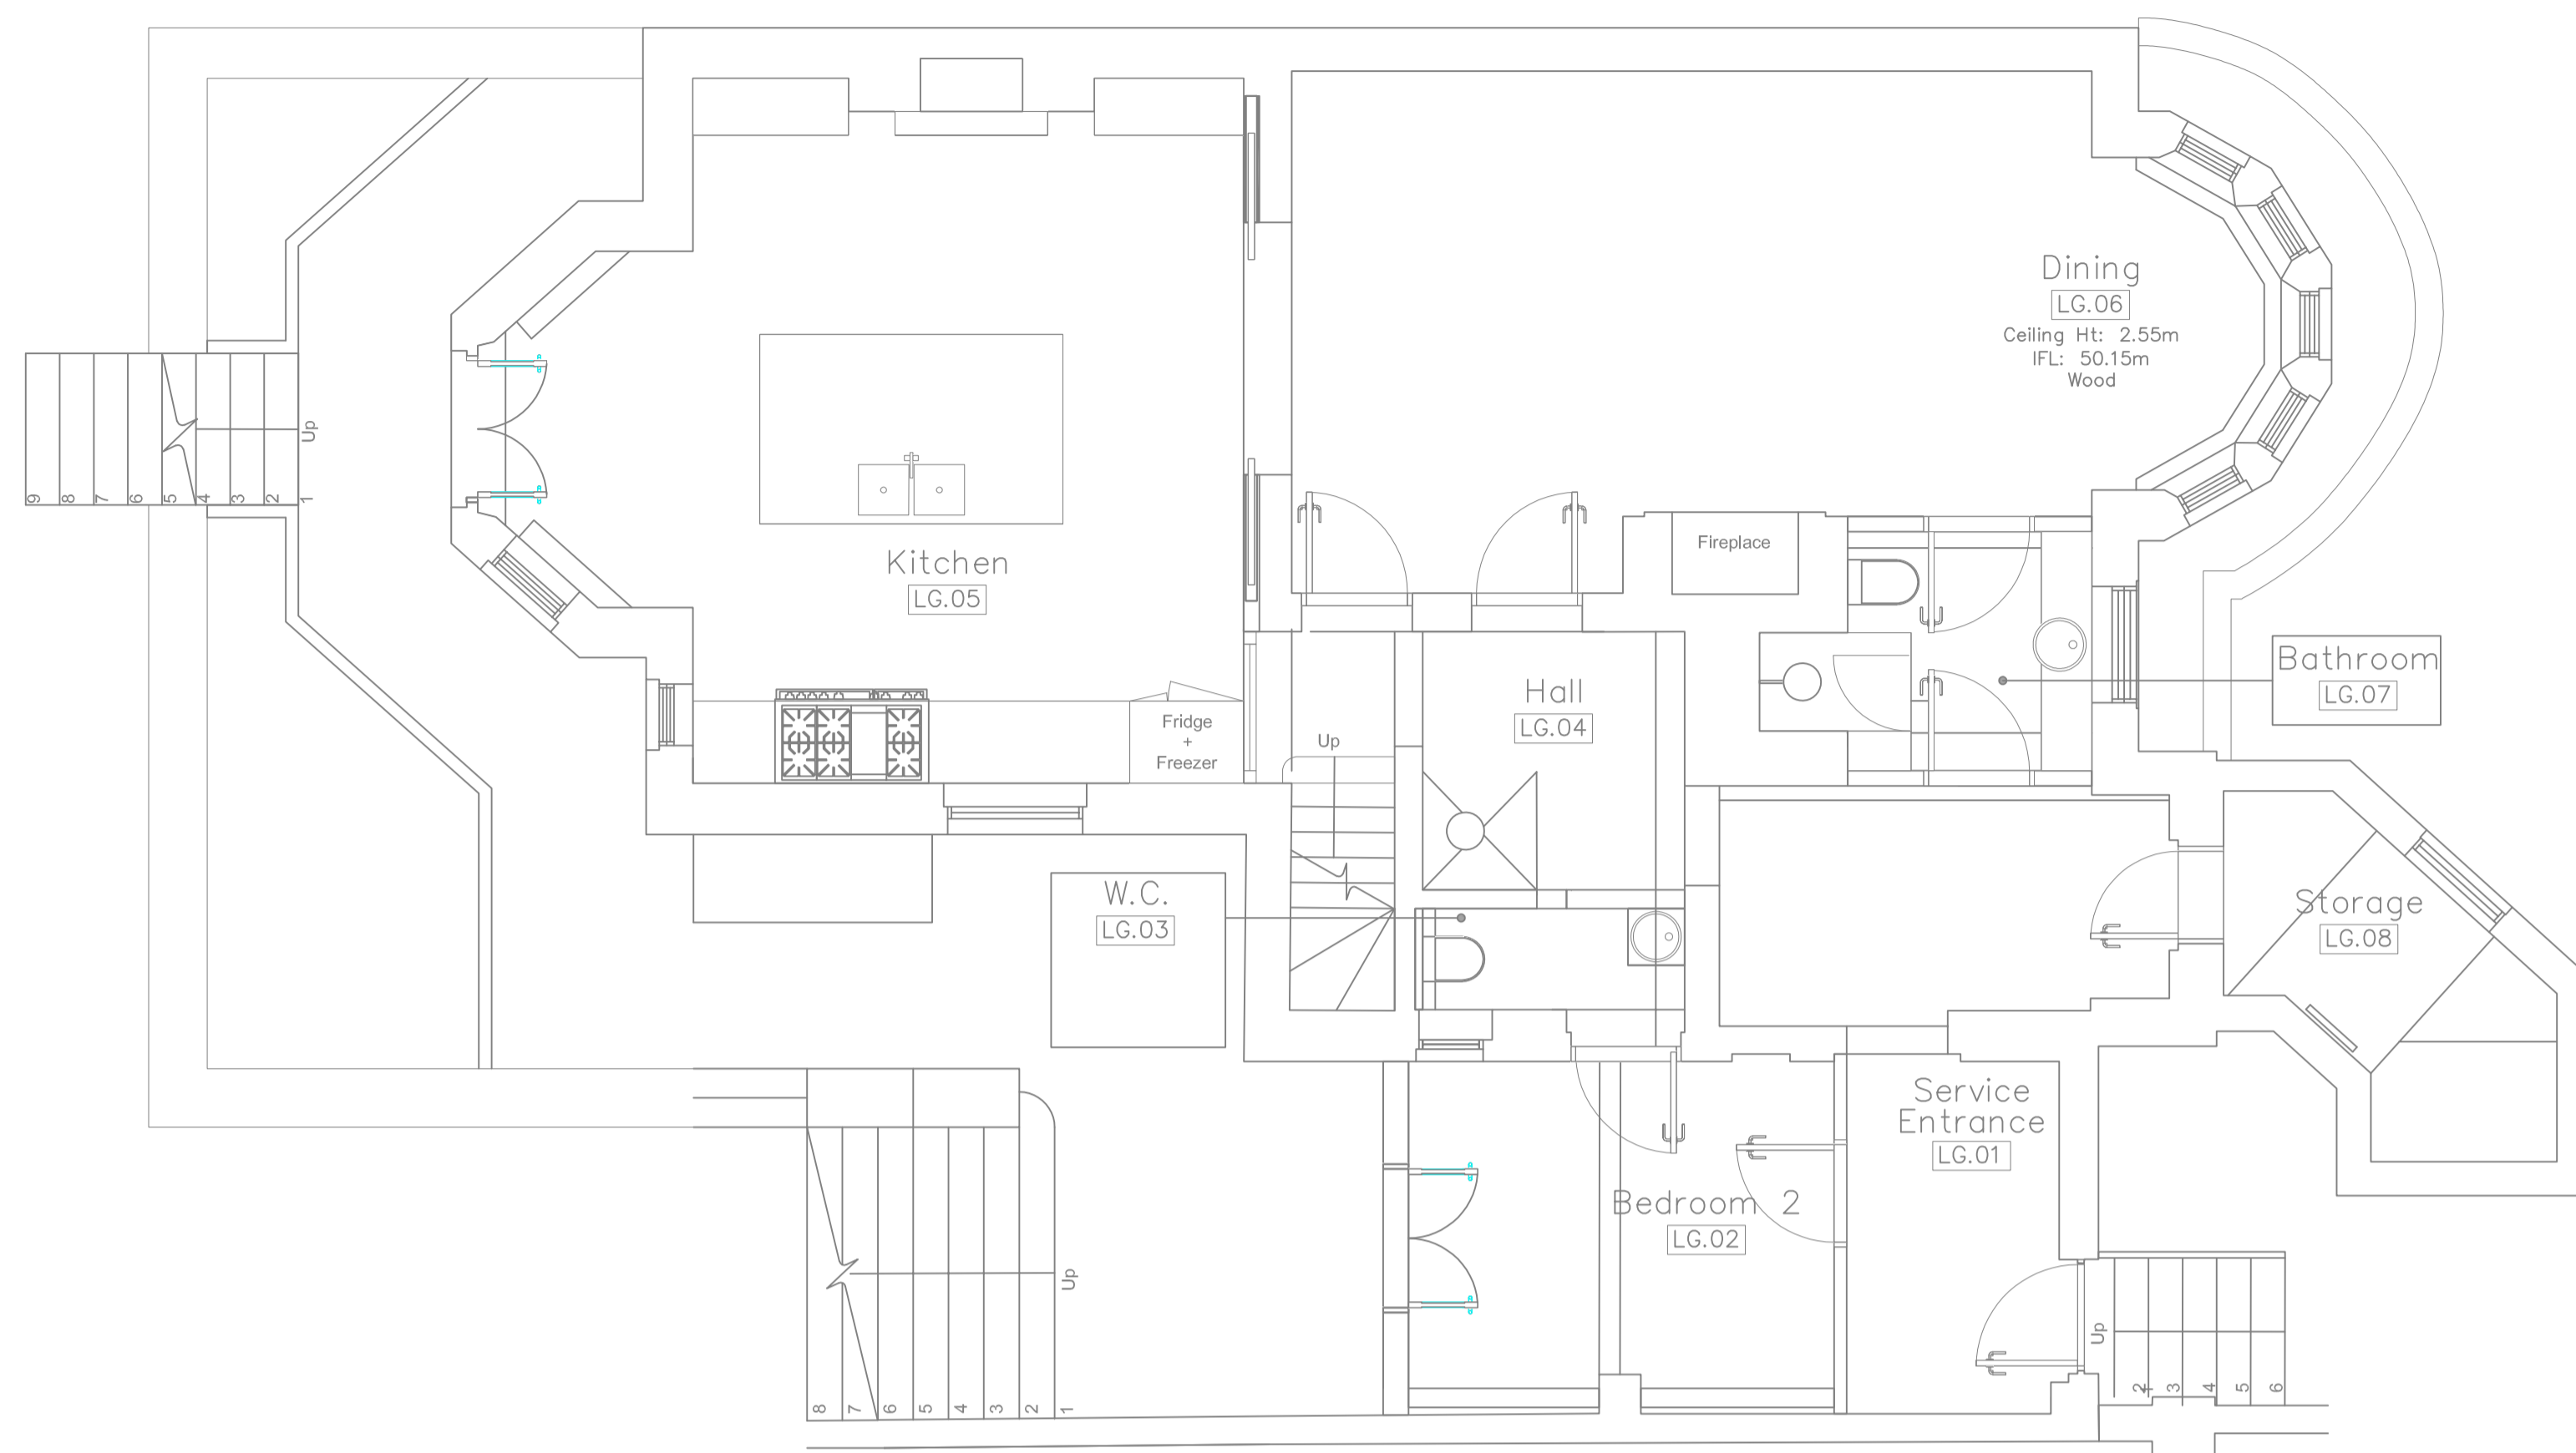 Dining
LG.06
Ceiling Ht: 2.55m
IFL: 50.15m
Wood
Up
9
8
7
6
5
4
3
2
1
Kitchen
LG.05
Fireplace
Bathroom
LG.07
Hall
LG.04
Fridge
+
Freezer
Up
W.C.
LG.03
Storage
LG.08
Service
Entrance
LG.01
Bedroom 2
LG.02
Up
8
7
6
5
4
3
2
1
Up
2
3
4
5
6